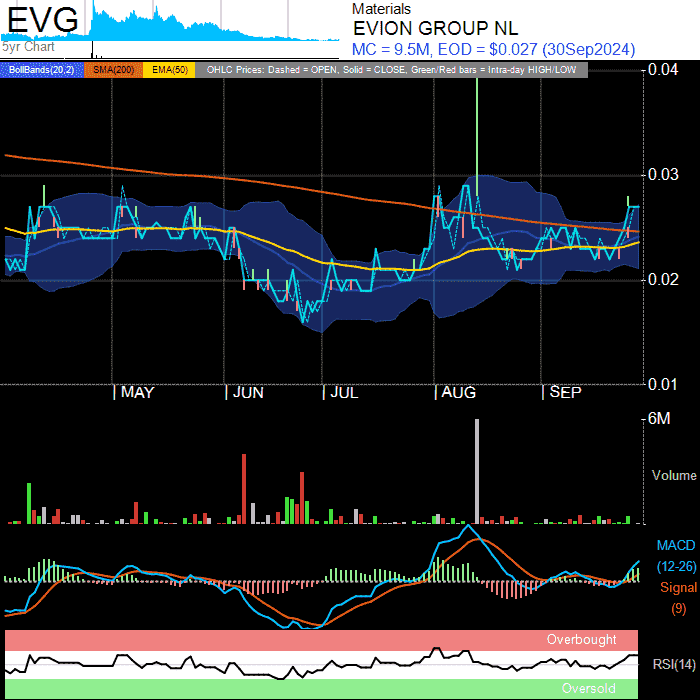 EVG
5yr Chart
Materials
EVION GROUP NL
MC = 9.5M, EOD = $0.027 (30Sep2024)
BollBands(20,2) SMA(200) EMA(50) OHLC Prices: Dashed = OPEN, Solid = CLOSE, Green/Red bars = Intra-day HIGH/LOW
0.04
0.03
0.02
0.01
MAY JUN JUL AUG SEP
6M
Volume
MACD
(12-26)
Signal
(9)
Overbought
RSI(14)
Oversold